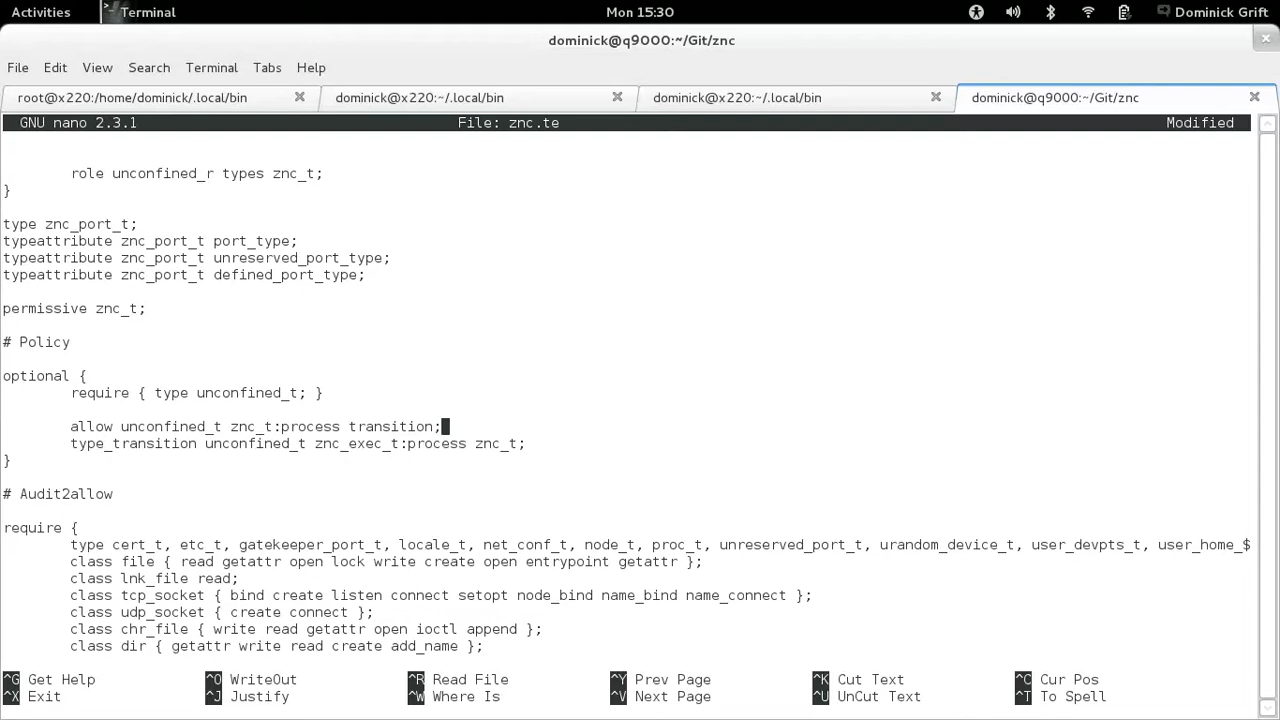 Activities Terminal Mon 15:30 Dominick Grift
dominick@q9000:~/Git/znc
File Edit View Search Terminal Tabs Help
root@x220:/home/dominick/.local/bin dominick@x220:~/.local/bin dominick@x220:~/.local/bin dominick@q9000:~/Git/znc
GNU nano 2.3.1 File: znc.te Modified
role unconfined_r types znc_t;
}
type znc_port_t;
typeattribute znc_port_t port_type;
typeattribute znc_port_t unreserved_port_type;
typeattribute znc_port_t defined_port_type;
permissive znc_t;
# Policy
optional {
require { type unconfined_t; }
allow unconfined_t znc_t:process transition;
type_transition unconfined_t znc_exec_t:process znc_t;
}
# Audit2allow
require {
type cert_t, etc_t, gatekeeper_port_t, locale_t, net_conf_t, node_t, proc_t, unreserved_port_t, urandom_device_t, user_devpts_t, user_home_$
class file { read getattr open lock write create open entrypoint getattr };
class lnk_file read;
class tcp_socket { bind create listen connect setopt node_bind name_bind name_connect };
class udp_socket { create connect };
class chr_file { write read getattr open ioctl append };
class dir { getattr write read create add_name };
^G Get Help ^O WriteOut ^R Read File ^Y Prev Page ^K Cut Text ^C Cur Pos
^X Exit ^J Justify ^W Where Is ^V Next Page ^U UnCut Text ^T To Spell